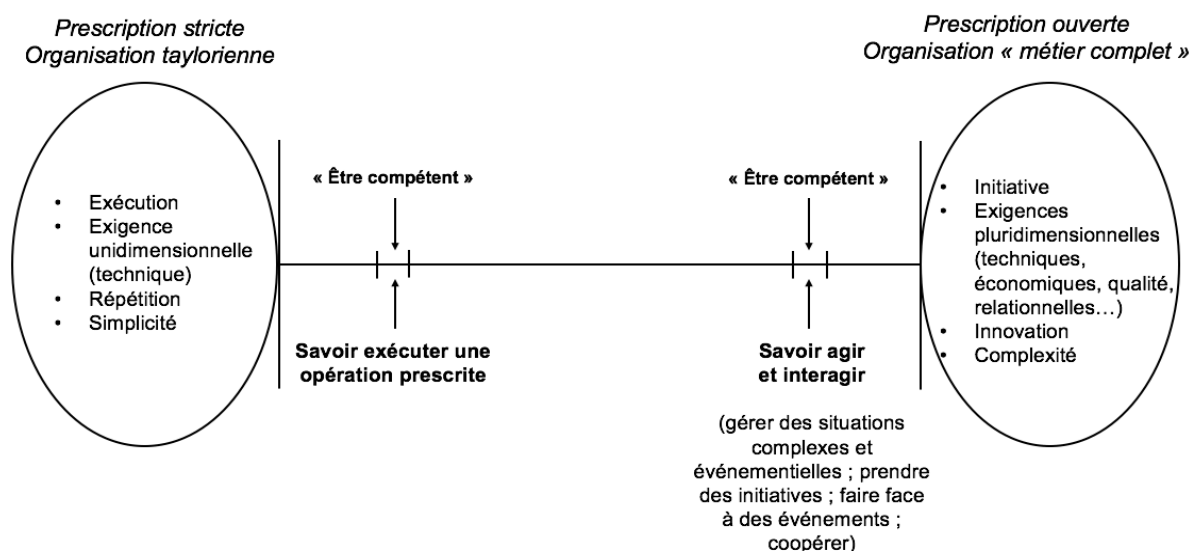 Prescription stricte
Organisation taylorienne
Prescription ouverte
Organisation « métier complet »
• Exécution
• Exigence
unidimensionnelle
(technique)
• Répétition
• Simplicité
« Être compétent »
Savoir exécuter une
opération prescrite
« Être compétent »
Savoir agir
et interagir
(gérer des situations
complexes et
événementielles ; prendre
des initiatives ; faire face
à des événements ;
coopérer)
• Initiative
• Exigences
pluridimensionnelles
(techniques,
économiques, qualité,
relationnelles…)
• Innovation
• Complexité